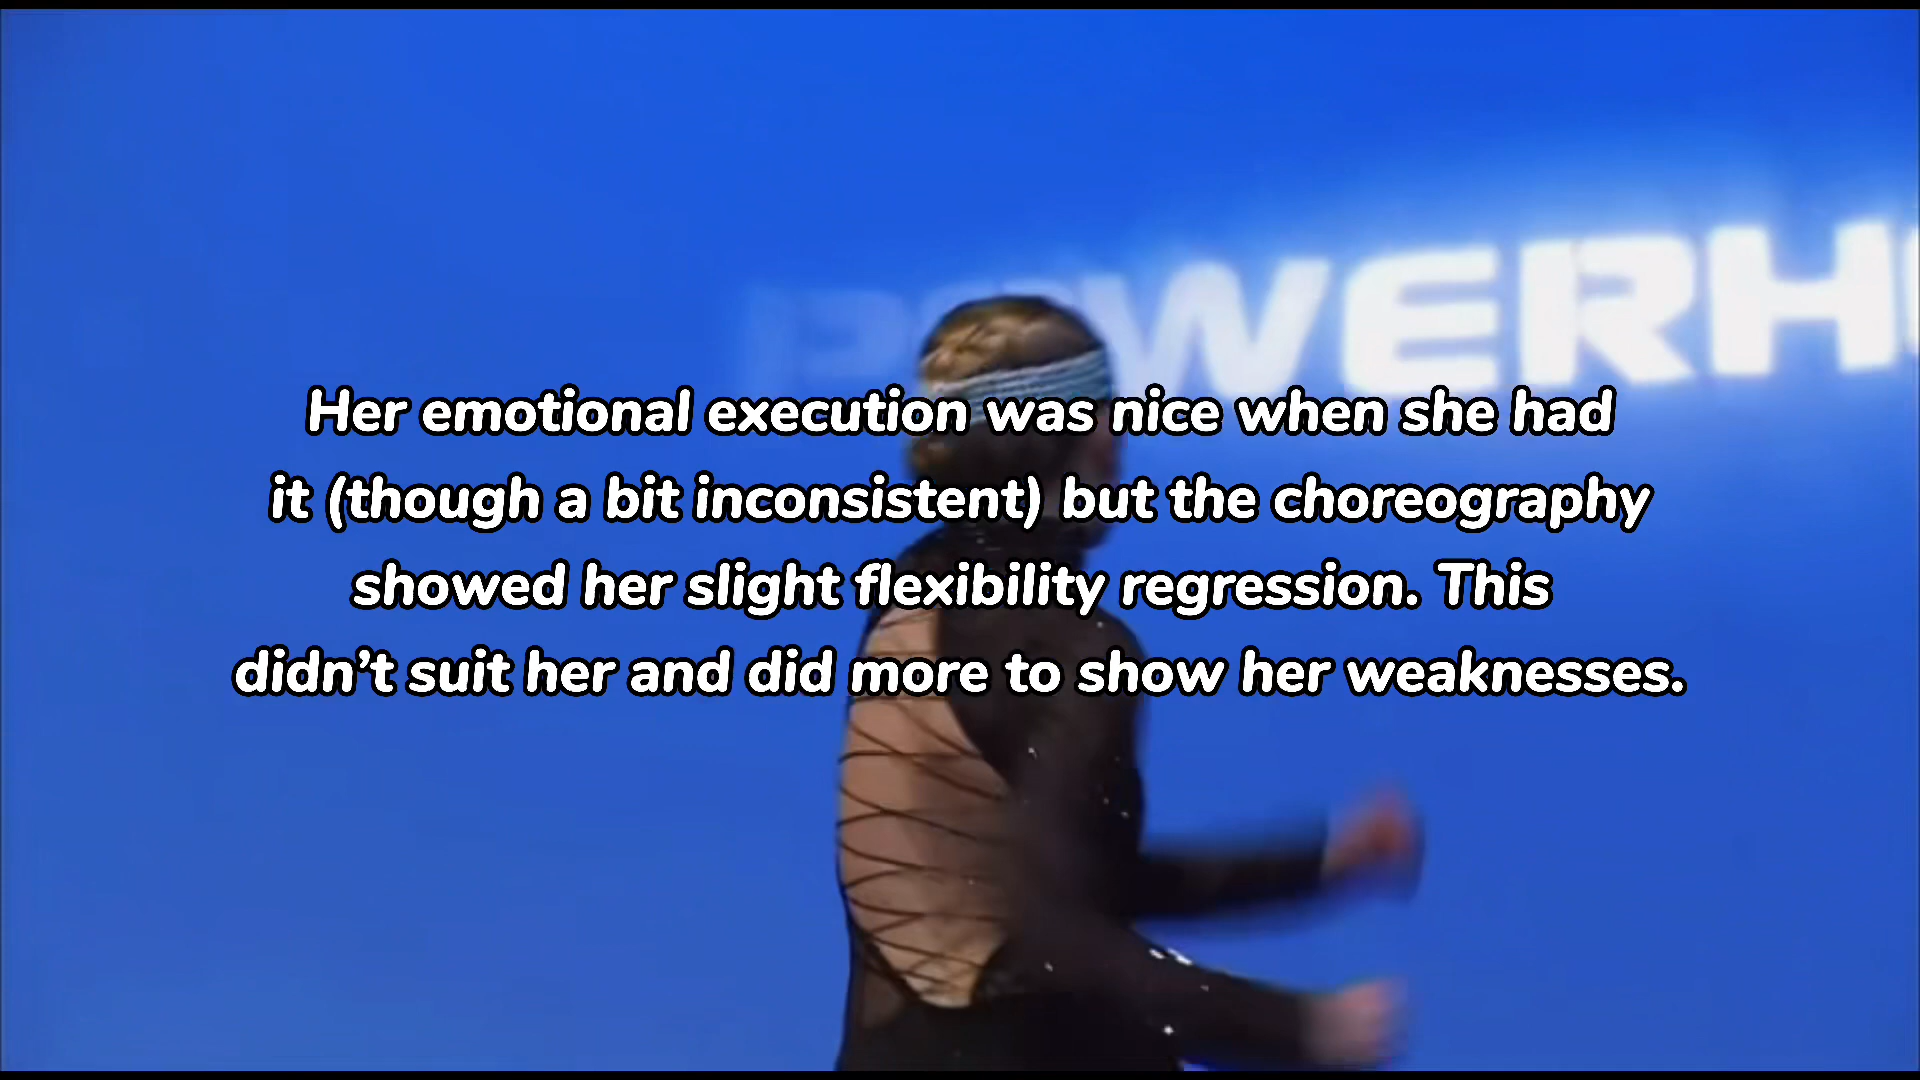 POWERH
Her emotional execution was nice when she had
it (though a bit inconsistent) but the choreography
showed her slight flexibility regression. This
didn’t suit her and did more to show her weaknesses.